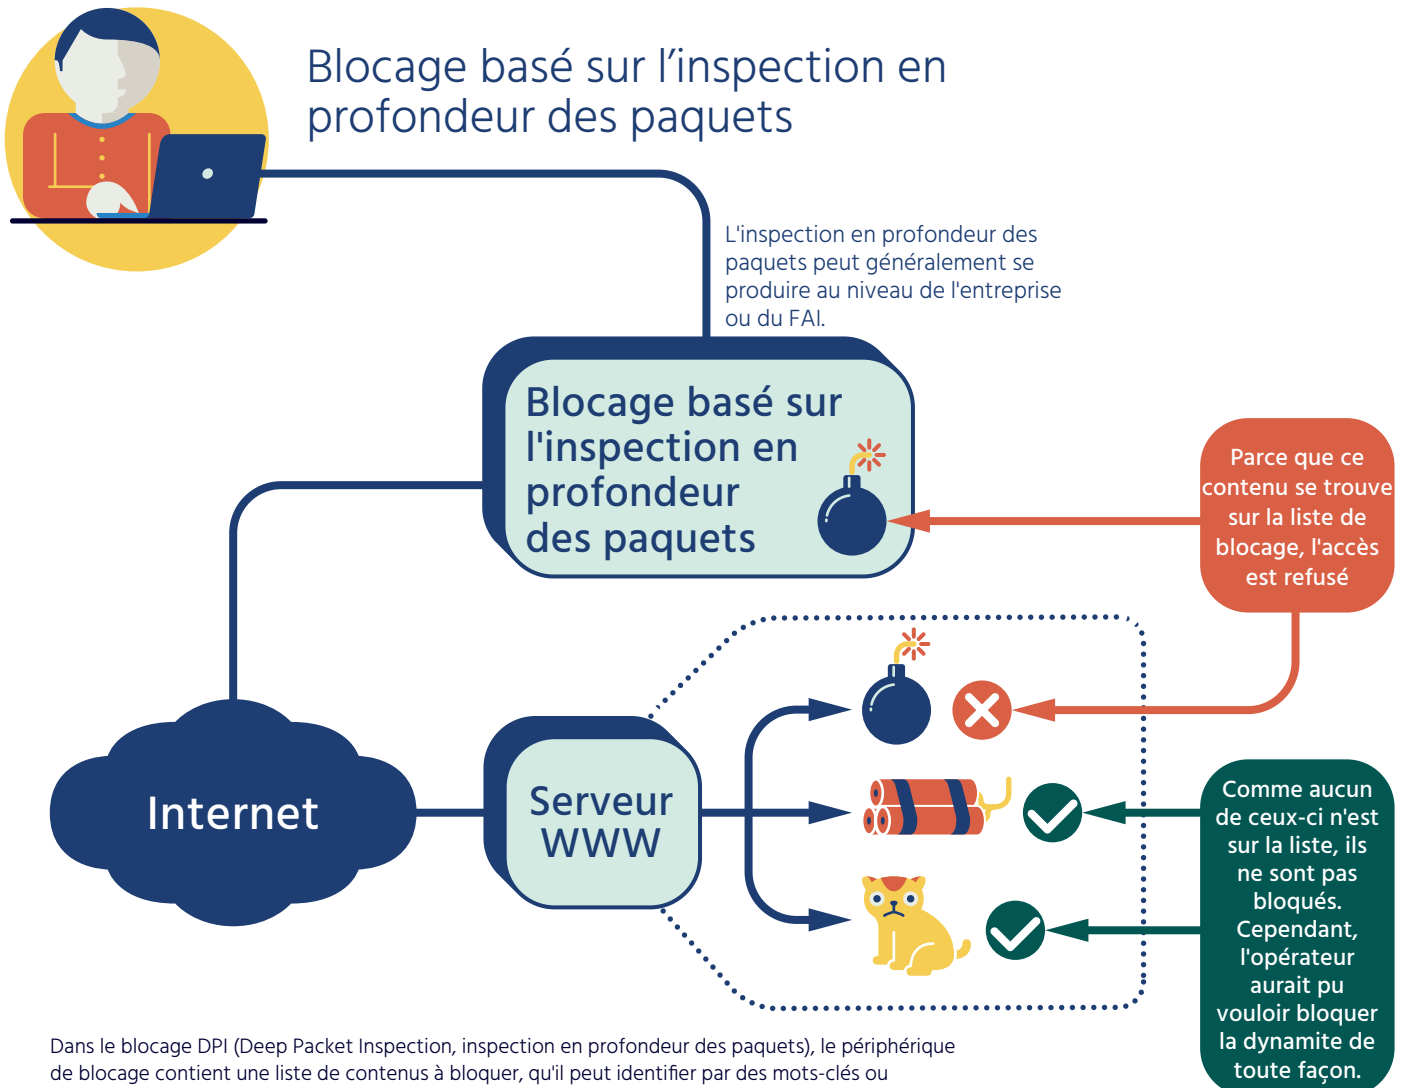 Blocage basé sur l’inspection en
profondeur des paquets
L'inspection en profondeur des
paquets peut généralement se
produire au niveau de l'entreprise
ou du FAI.
Blocage basé sur
l'inspection en
profondeur
des paquets
Parce que ce
contenu se trouve
sur la liste de
blocage, l'accès
est refusé
Internet
Serveur
WWW
Comme aucun
de ceux-ci n'est
sur la liste, ils
ne sont pas
bloqués.
Cependant,
l'opérateur
aurait pu
vouloir bloquer
la dynamite de
toute façon.
Dans le blocage DPI (Deep Packet Inspection, inspection en profondeur des paquets), le périphérique
de blocage contient une liste de contenus à bloquer, qu'il peut identifier par des mots-clés ou